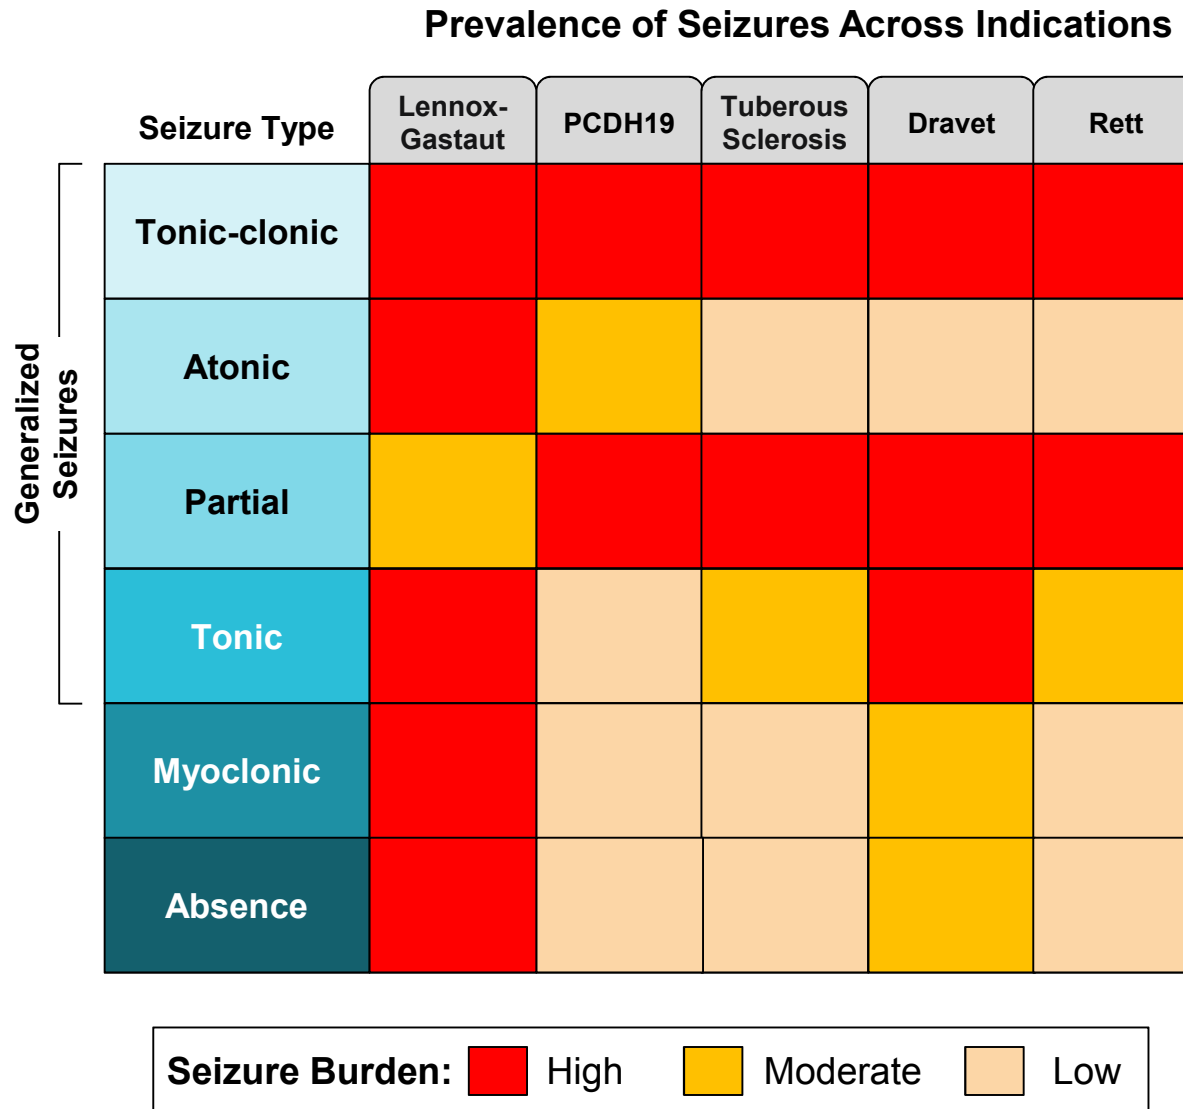 Prevalence of Seizures Across Indications
Seizure Type
Lennox-
Gastaut
PCDH19
Tuberous
Sclerosis
Dravet
Rett
Generalized
Seizures
Tonic-clonic
Atonic
Partial
Tonic
Myoclonic
Absence
Seizure Burden: High Moderate Low